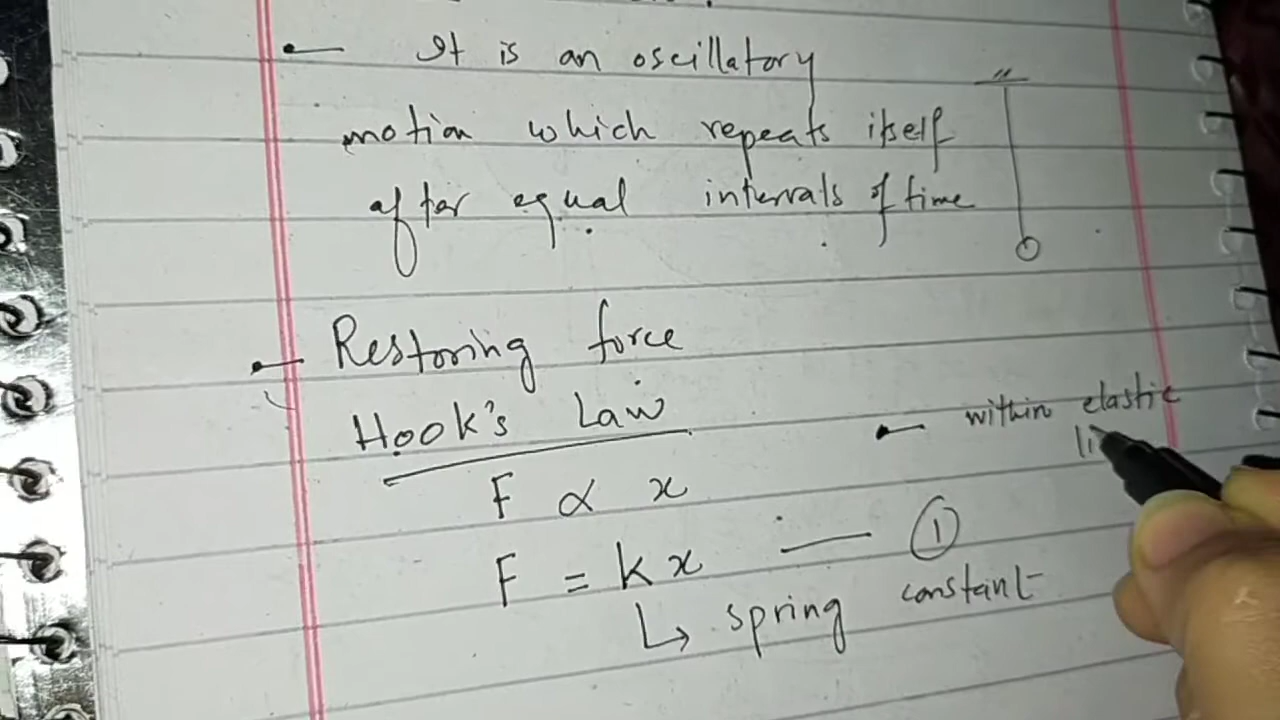 It is an oscillatory
motion which repeats itself
after equal intervals of time
Restoring force
Hook's Law
within elastic
li
F ∝ x
F = kx — ①
↳ spring constant